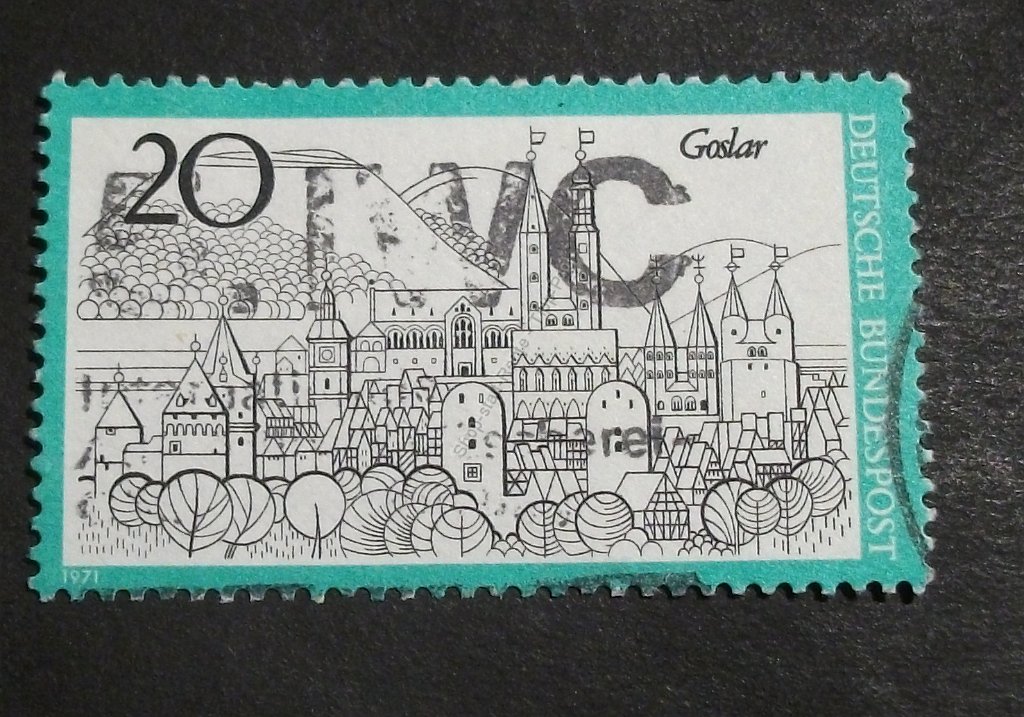 20
Goslar
DEUTSCHE BUNDESPOST
1971